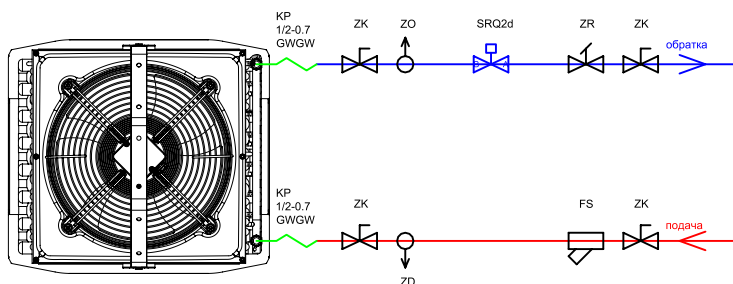 KP
1/2-0.7
GWGW
ZK
ZO
SRQ2d
ZR
ZK
обратка
B
A
KP
1/2-0.7
GWGW
ZK
FS
ZK
подача
ZD